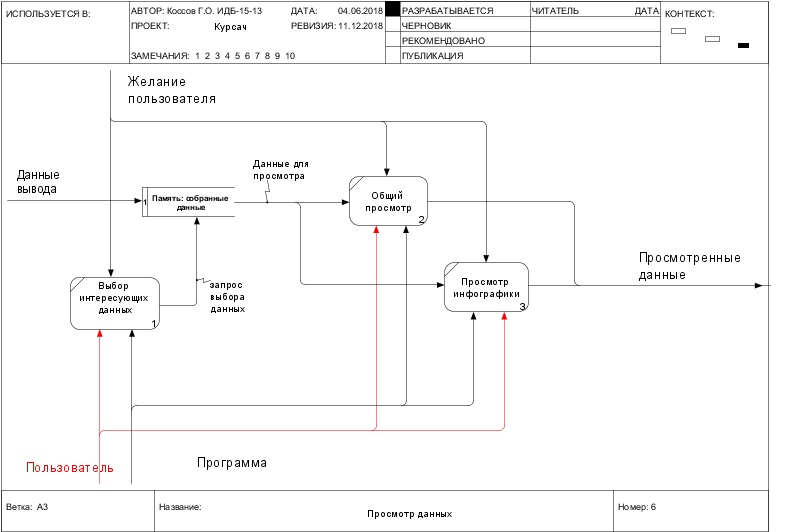 ИСПОЛЬЗУЕТСЯ В:
АВТОР: Коссов Г.О. ИДБ-15-13
ДАТА: 04.06.2018
РАЗРАБАТЫВАЕТСЯ
ЧИТАТЕЛЬ ДАТА
КОНТЕКСТ:
ПРОЕКТ: Курсач
РЕВИЗИЯ: 11.12.2018
ЧЕРНОВИК
РЕКОМЕНДОВАНО
ЗАМЕЧАНИЯ: 1 2 3 4 5 6 7 8 9 10
ПУБЛИКАЦИЯ
Желание
пользователя
Данные
вывода
1
Память: собранные
данные
Данные для
просмотра
Общий
просмотр
2
Просмотренные
данные
Выбор
интересующих
данных
1
запрос
выбора
данных
Просмотр
инфографики
3
Пользователь
Программа
Ветка: A3
Название:
Просмотр данных
Номер: 6